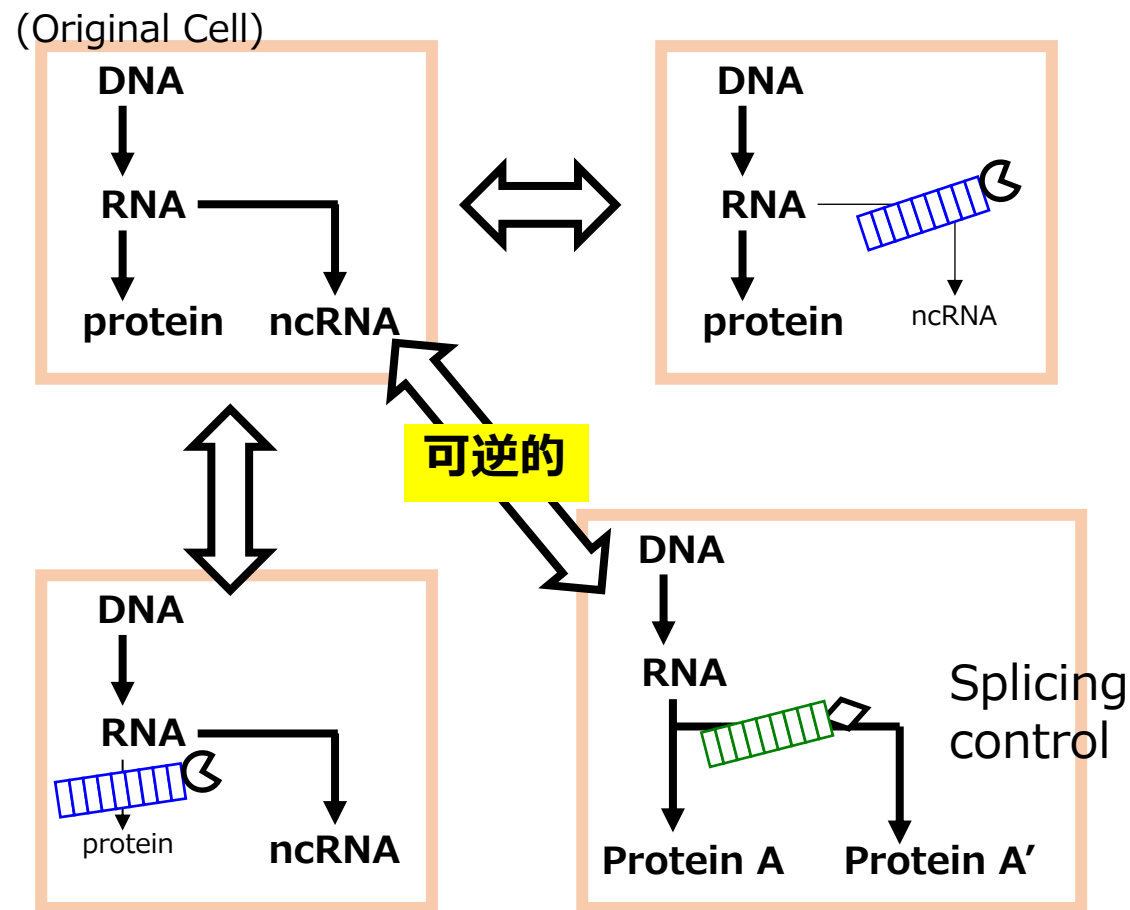 (Original Cell)
DNA
RNA
protein ncRNA
DNA
RNA
protein ncRNA
可逆的
DNA
RNA
protein ncRNA
DNA
RNA
Splicing
control
Protein A Protein A′